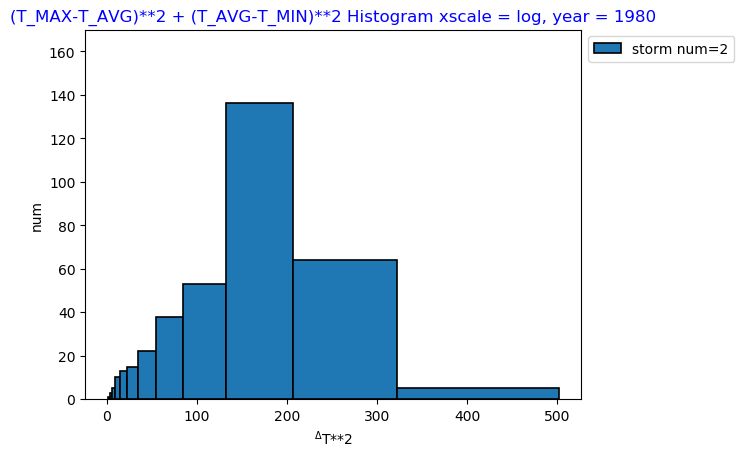 (T_MAX-T_AVG)**2 + (T_AVG-T_MIN)**2 Histogram xscale = log, year = 1980
storm num=2
160
140
120
100
80
60
40
20
0
num
0 100 200 300 400 500
ΔT**2